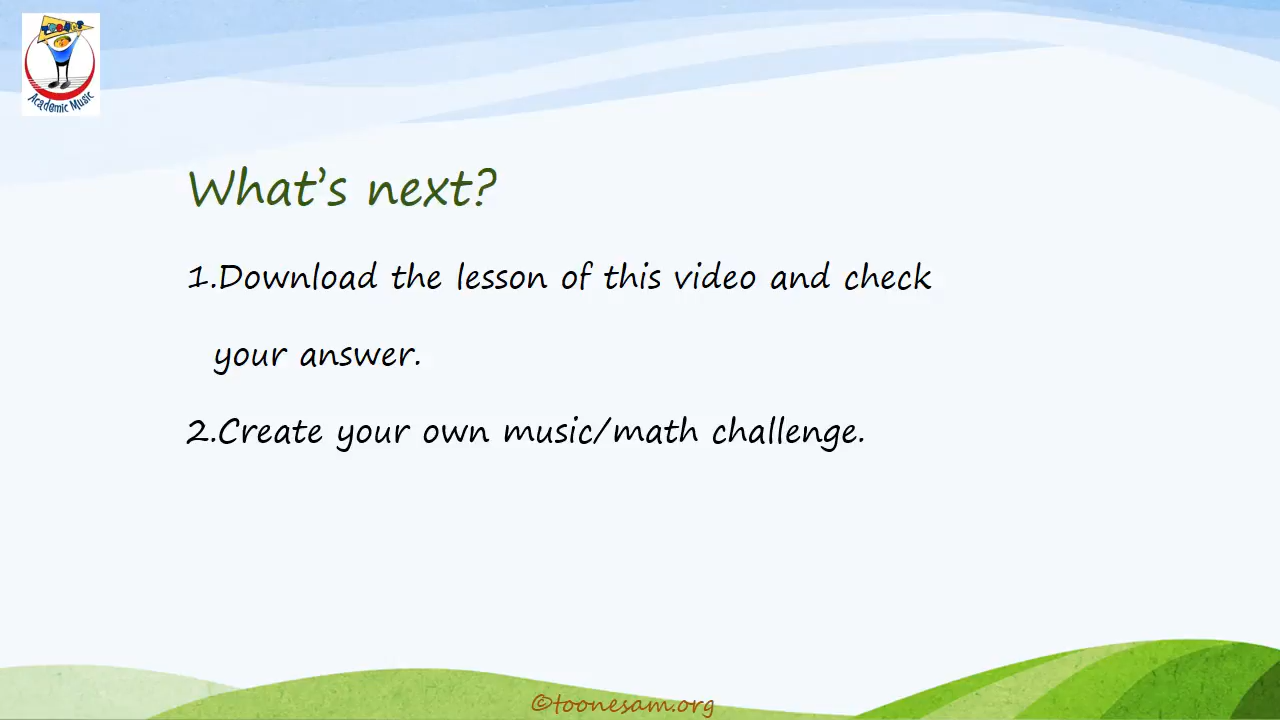 Academic Music
What's next?
1.Download the lesson of this video and check
your answer.
2.Create your own music/math challenge.
©toonesam.org